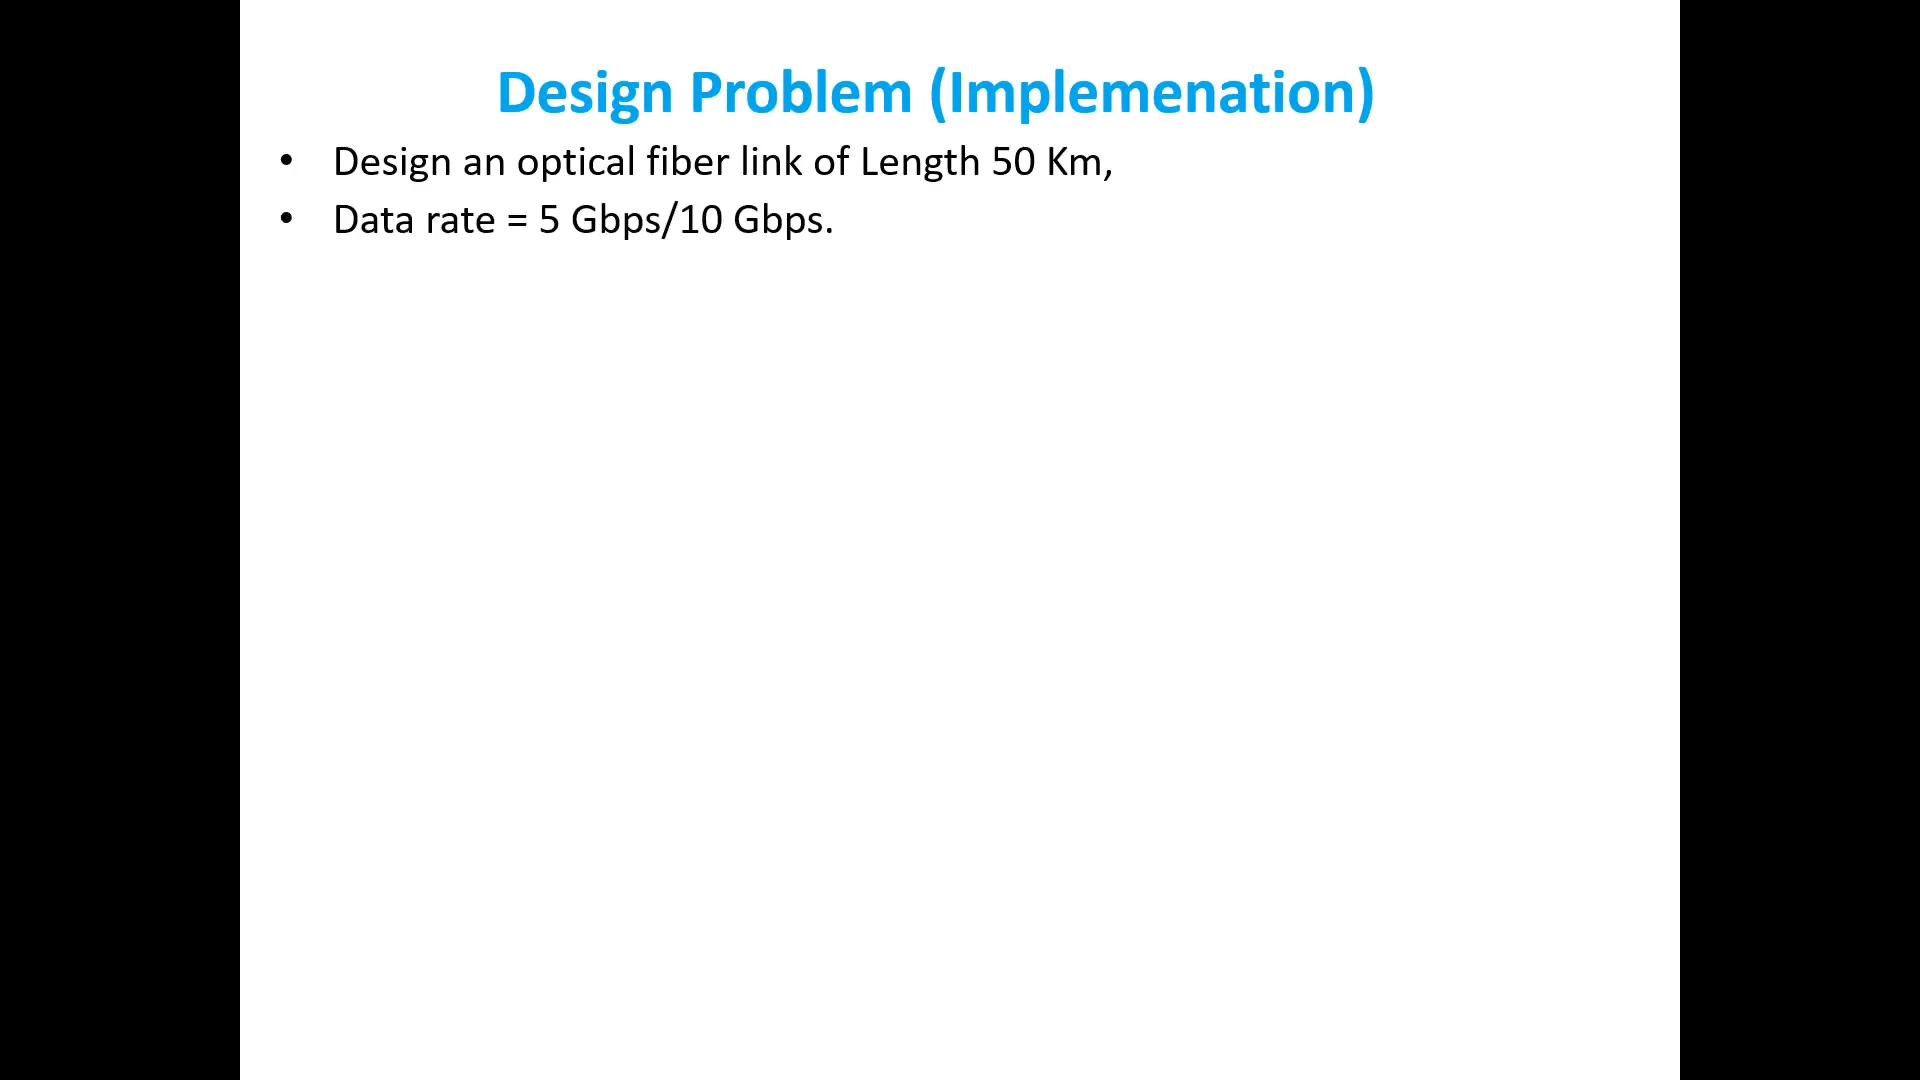 Design Problem (Implemenation)
• Design an optical fiber link of Length 50 Km,
• Data rate = 5 Gbps/10 Gbps.